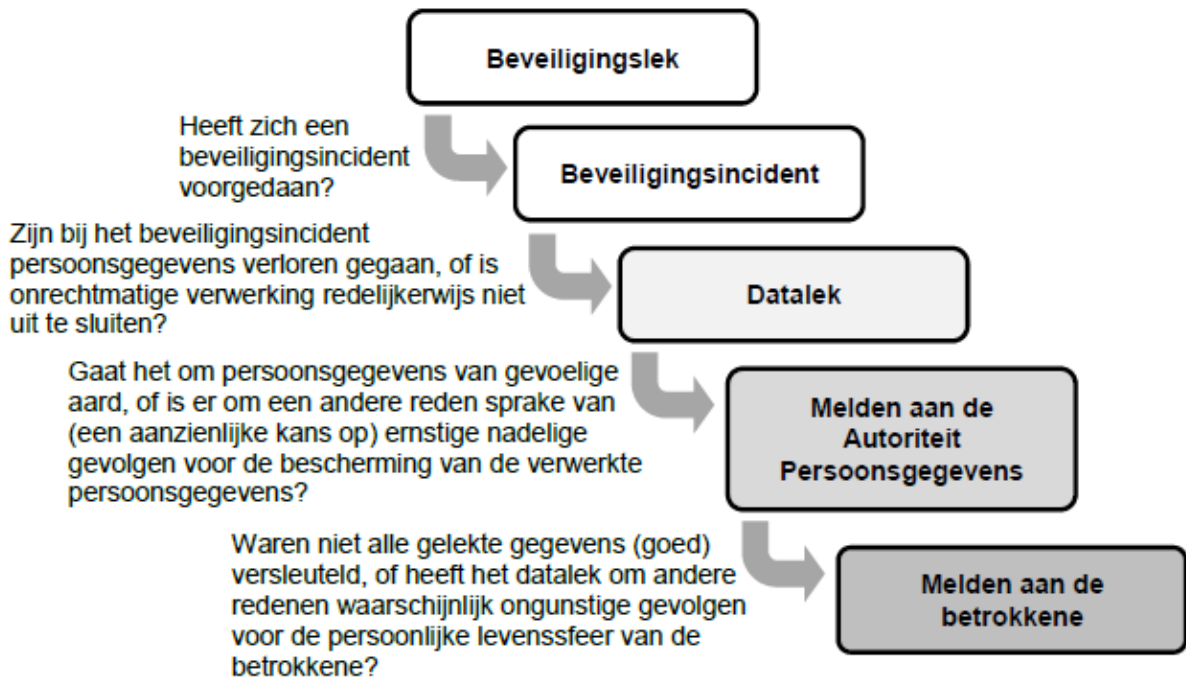 Beveiligingslek
Heeft zich een
beveiligingsincident
voorgedaan?
Beveiligingsincident
Zijn bij het beveiligingsincident
persoonsgegevens verloren gegaan, of is
onrechtmatige verwerking redelijkerwijs niet
uit te sluiten?
Datalek
Gaat het om persoonsgegevens van gevoelige
aard, of is er om een andere reden sprake van
(een aanzienlijke kans op) ernstige nadelige
gevolgen voor de bescherming van de verwerkte
persoonsgegevens?
Melden aan de
Autoriteit
Persoonsgegevens
Waren niet alle gelekte gegevens (goed)
versleuteld, of heeft het datalek om andere
redenen waarschijnlijk ongunstige gevolgen
voor de persoonlijke levenssfeer van de
betrokkene?
Melden aan de
betrokkene